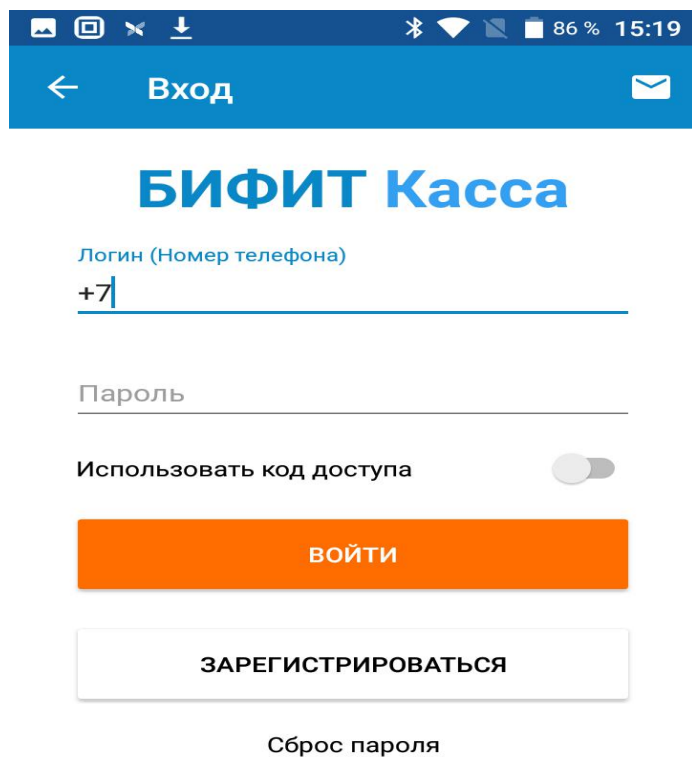 86 % 15:19
Вход
БИФИТ Касса
Логин (Номер телефона)
+7
Пароль
Использовать код доступа
ВОЙТИ
ЗАРЕГИСТРИРОВАТЬСЯ
Сброс пароля